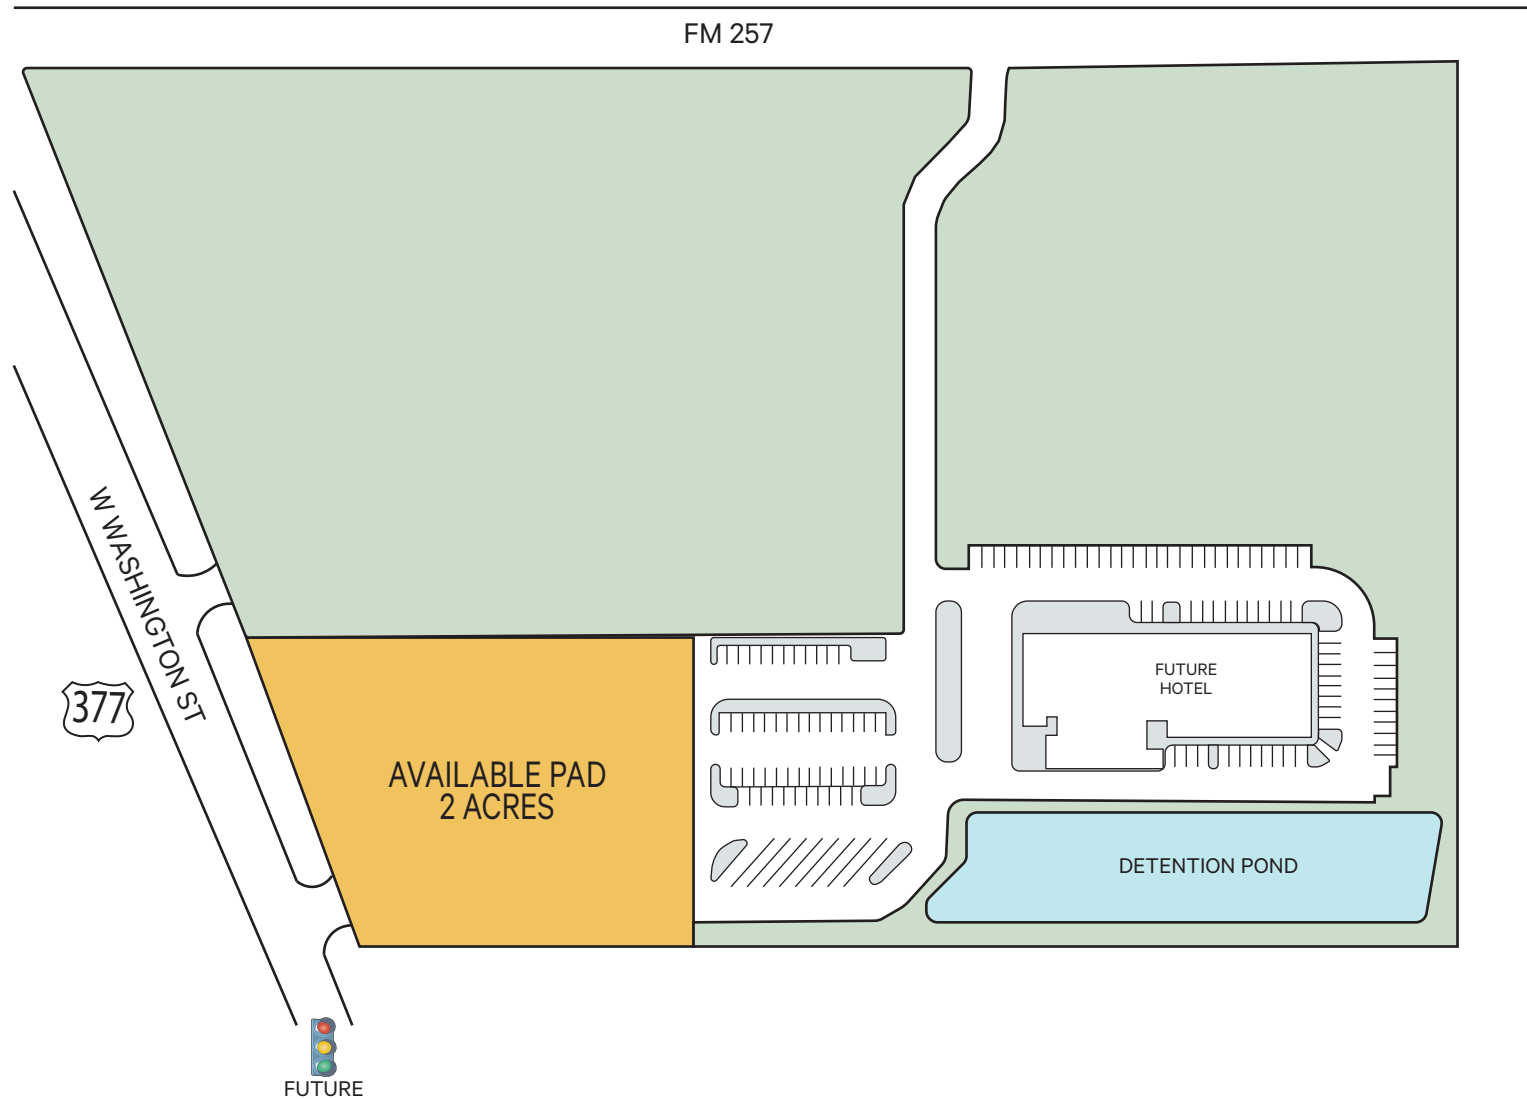 FM 257
W WASHINGTON ST
377
FUTURE
HOTEL
AVAILABLE PAD
2 ACRES
DETENTION POND
FUTURE